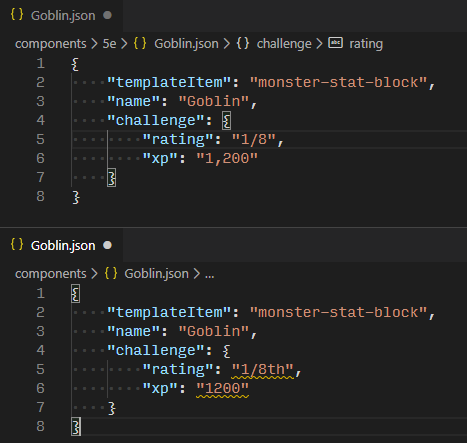 {} Goblin.json ●
components > 5e > {} Goblin.json > {} challenge > abc rating
1 {
2 ····"templateItem": "monster-stat-block",
3 ····"name": "Goblin",
4 ····"challenge": {
5 ········"rating": "1/8",
6 ········"xp": "1,200"
7 ····}
8 }
{} Goblin.json ●
components > {} Goblin.json > ...
1 {
2 ····"templateItem": "monster-stat-block",
3 ····"name": "Goblin",
4 ····"challenge": {
5 ········"rating": "1/8th",
6 ········"xp": "1200"
7 ····}
8 }